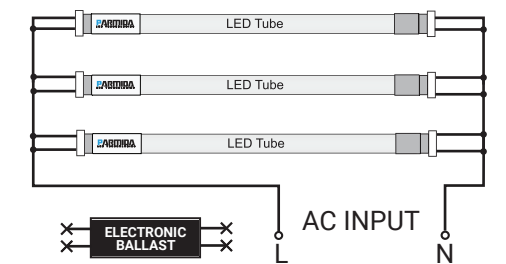 LED Tube
LED Tube
LED Tube
AC INPUT
ELECTRONIC
BALLAST
L
N